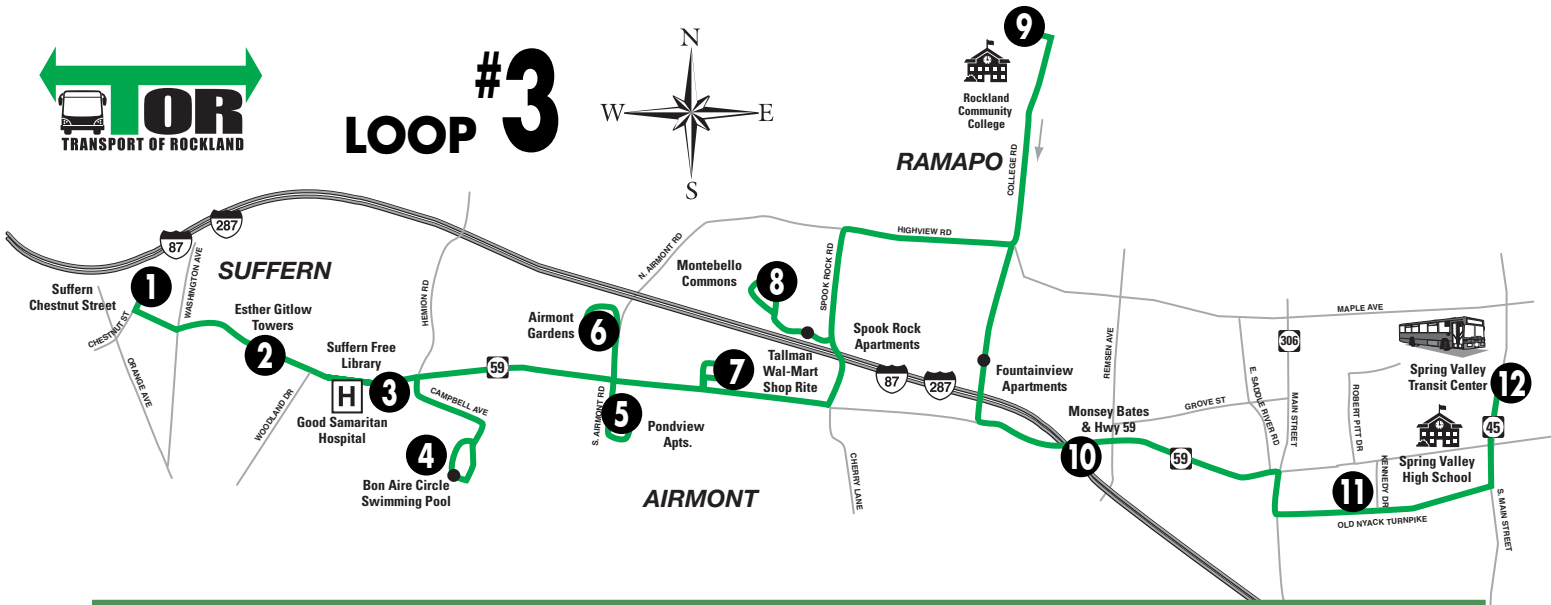 TOR
TRANSPORT OF ROCKLAND
LOOP #3
N
W
E
S
9
Rockland
Community
College
RAMAPO
COLLEGE RD
HIGHVIEW RD
87
287
SUFFERN
Suffern
Chestnut Street
1
WASHINGTON AVE
CHESTNUT ST
ORANGE AVE
Esther Gitlow
Towers
2
WOODLAND DR
Suffern Free
Library
H
3
Good Samaritan
Hospital
HEMION RD
59
CAMPBELL AVE
4
Bon Aire Circle
Swimming Pool
Airmont
Gardens
6
N. AIRMONT RD
S. AIRMONT RD
5
Pondview
Apts.
AIRMONT
Montebello
Commons
8
SPOOK ROCK RD
Spook Rock
Apartments
7
Tallman
Wal-Mart
Shop Rite
87
287
CHERRY LANE
Fountainview
Apartments
Monsey Bates
& Hwy 59
10
REMSEN AVE
59
GROVE ST
MAPLE AVE
306
E. SADDLE RIVER RD
MAIN STREET
ROBERT PITT DR
KENNEDY DR
11
OLD NYACK TURNPIKE
Spring Valley
Transit Center
12
45
Spring Valley
High School
S. MAIN STREET